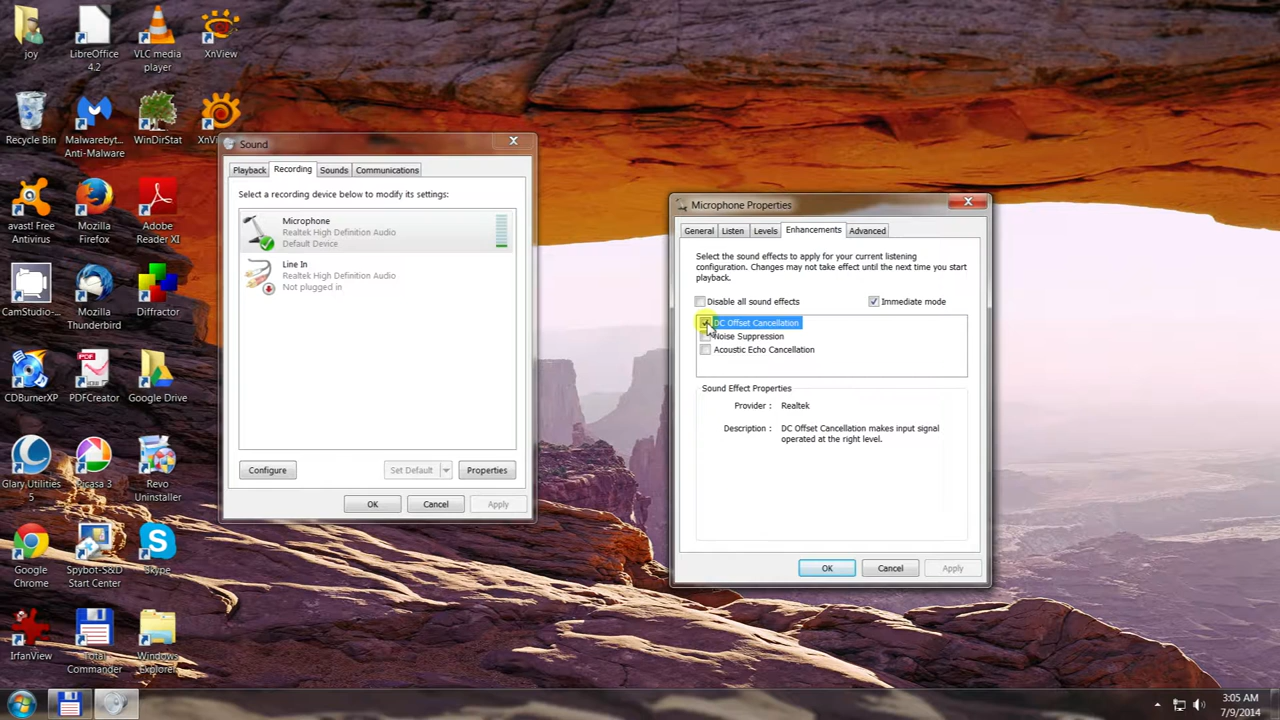 joy
LibreOffice
4.2
VLC media
player
XnView
Recycle Bin
Malwarebyt...
Anti-Malware
WinDirStat
avast! Free
Antivirus
Mozilla
Firefox
Adobe
Reader XI
CamStudio-...
Mozilla
Thunderbird
Diffractor
CDBurnerXP
PDFCreator
Google Drive
Glary Utilities
5
Picasa 3
Revo
Uninstaller
Google
Chrome
Spybot-S&D
Start Center
Skype
IrfanView
Total
Commander
Windows
Explorer
Sound
Playback
Recording
Sounds
Communications
Select a recording device below to modify its settings:
Microphone
Realtek High Definition Audio
Default Device
Line In
Realtek High Definition Audio
Not plugged in
Configure
Set Default
Properties
OK
Cancel
Apply
Microphone Properties
General
Listen
Levels
Enhancements
Advanced
Select the sound effects to apply for your current listening
configuration. Changes may not take effect until the next time you start
playback.
Disable all sound effects
Immediate mode
DC Offset Cancellation
Noise Suppression
Acoustic Echo Cancellation
Sound Effect Properties
Provider : Realtek
Description : DC Offset Cancellation makes input signal
operated at the right level.
OK
Cancel
Apply
3:05 AM
7/9/2014